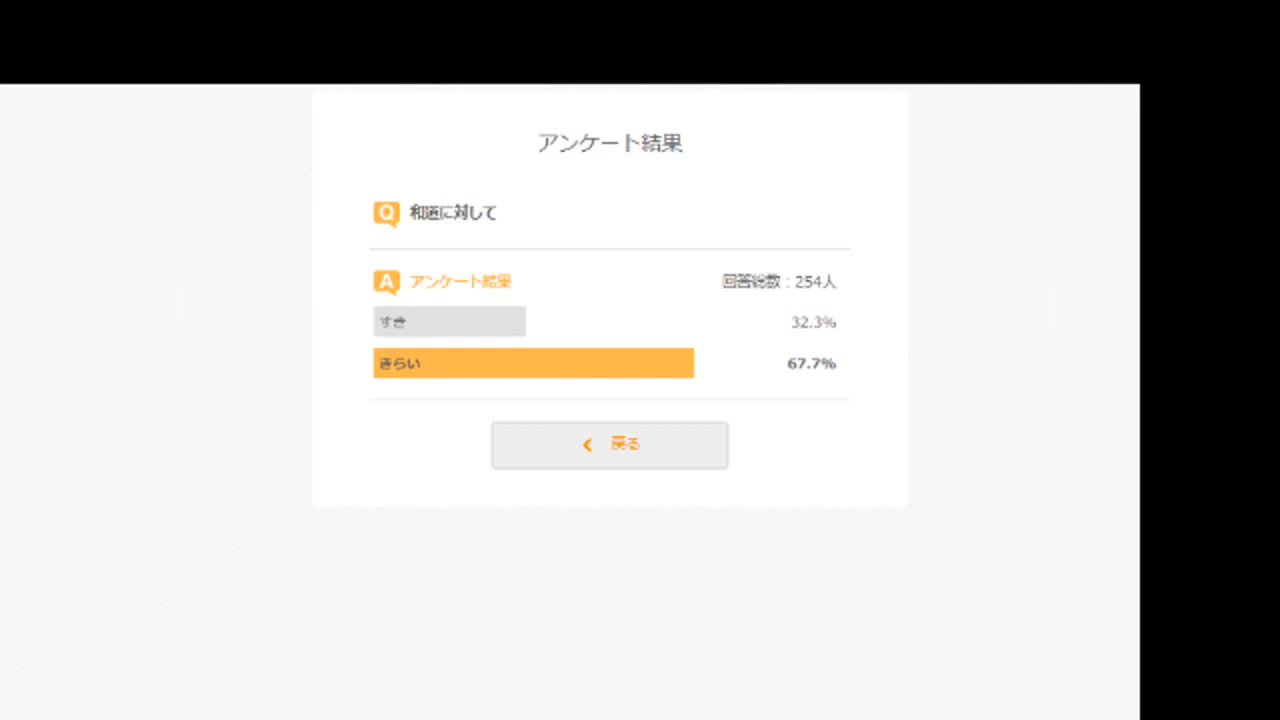 アンケート結果
Q 和道に対して
A アンケート結果 回答総数：254人
すき 32.3%
きらい 67.7%
戻る